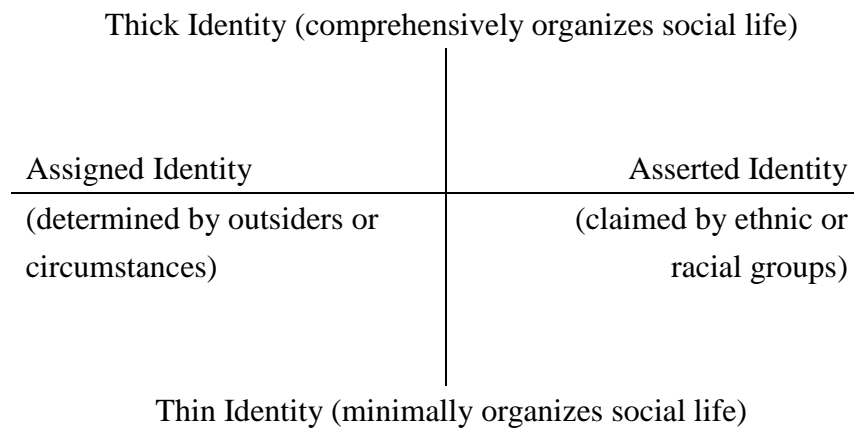 Thick Identity (comprehensively organizes social life)
Assigned Identity
Asserted Identity
(determined by outsiders or
circumstances)
(claimed by ethnic or
racial groups)
Thin Identity (minimally organizes social life)